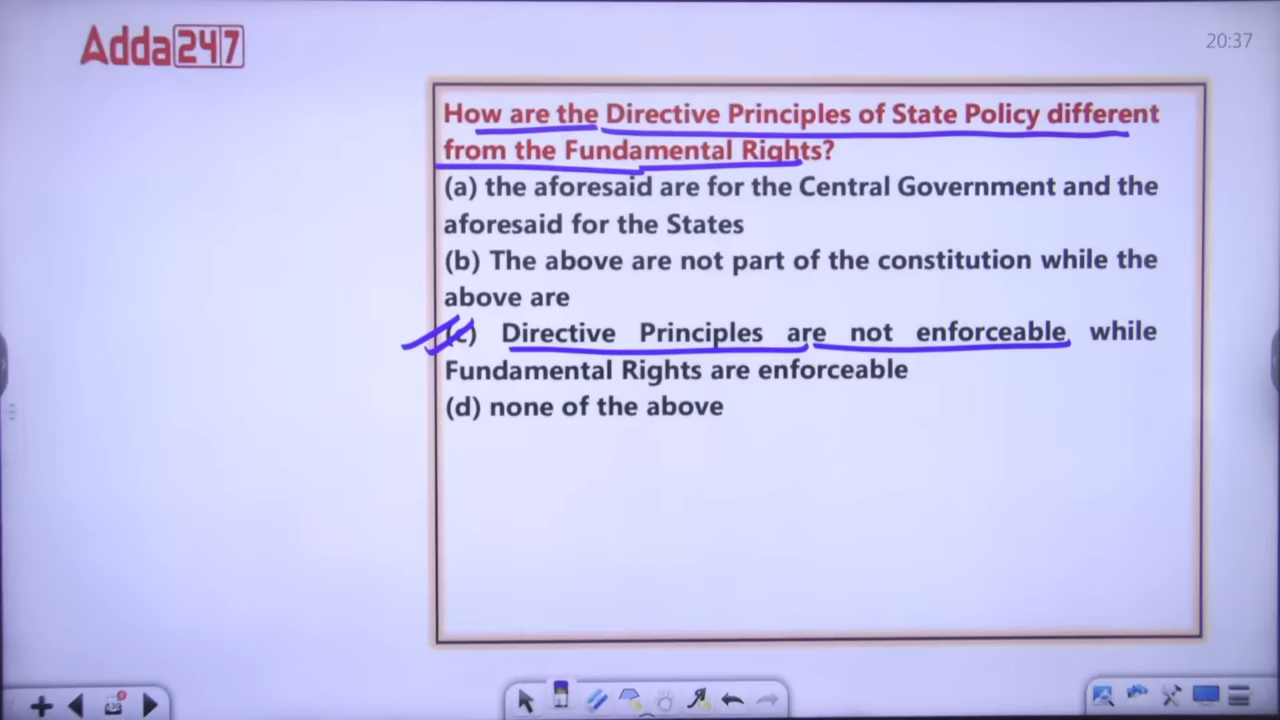 Adda247
20:37
How are the Directive Principles of State Policy different
from the Fundamental Rights?
(a) the aforesaid are for the Central Government and the
aforesaid for the States
(b) The above are not part of the constitution while the
above are
(c) Directive Principles are not enforceable while
Fundamental Rights are enforceable
(d) none of the above